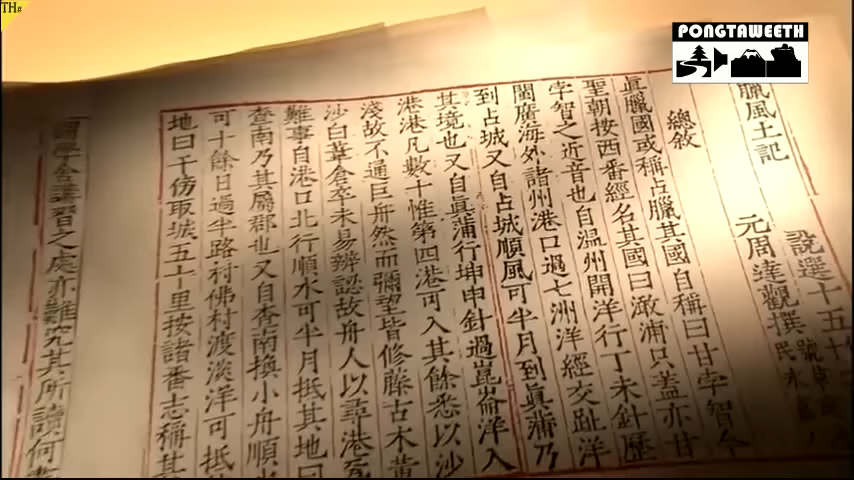 TH#
PONGTAWEETH
臘風土記
說選十五
元周達觀撰
總敘
眞臘國或稱占臘其國自稱曰甘孛智今
聖朝按西番經名其國曰澉浦只蓋亦甘
孛智之近音也自温州開洋行丁未針歷
閩廣海外諸州港口過七洲洋經交趾洋
到占城又自占城順風可半月到眞蒲乃
其境也又自眞蒲行坤申針過崑崙洋入
港港凡數十惟第四港可入其餘悉以沙
淺故不通巨舟然而彌望皆修藤古木黄
沙白葦倉卒未易辨認故舟人以尋港爲
難事自港口北行順水可半月抵其地曰
查南乃其屬郡也又自查南換小舟順
可十餘日過半路村佛村渡淡洋可抵
地曰干傍取城五十里按諸番志稱其
學舍講習之處亦難究其所讀何